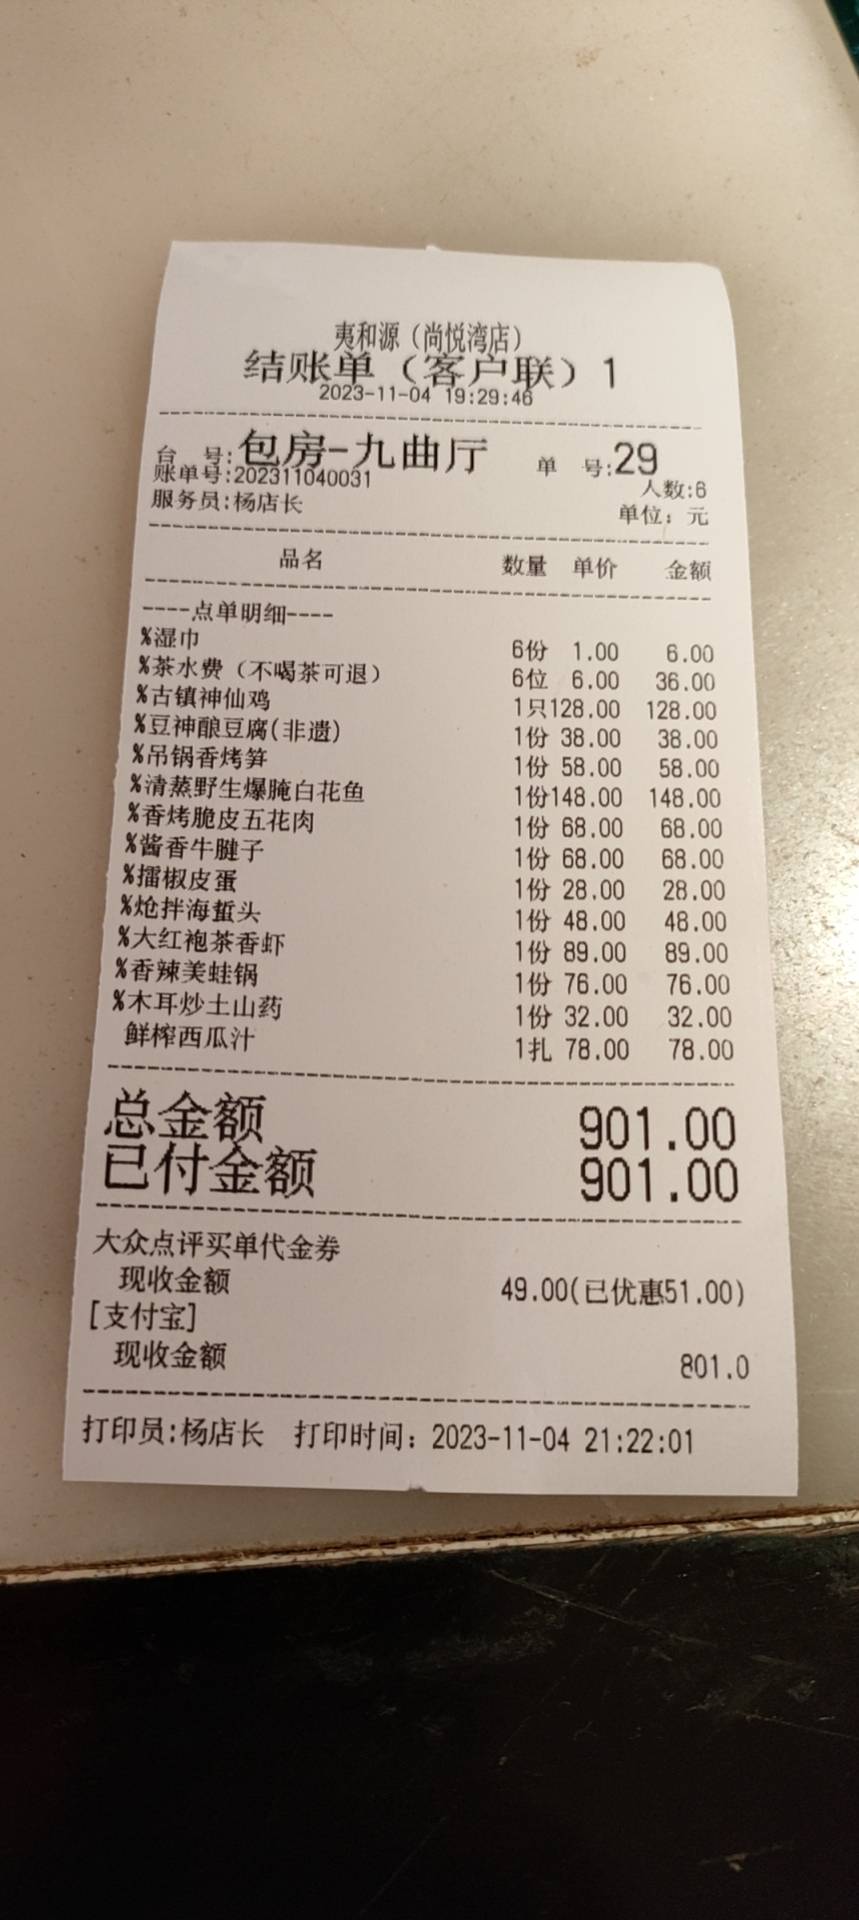 夷和源（尚悦湾店）
结账单（客户联）1
2023-11-04 19:29:46
台 号:包房-九曲厅 单 号:29
账单号:202311040031 人数:6
服务员:杨店长 单位：元
品名 数量 单价 金额
----点单明细----
%湿巾 6份 1.00 6.00
%茶水费（不喝茶可退） 6位 6.00 36.00
%古镇神仙鸡 1只128.00 128.00
%豆神酿豆腐(非遗) 1份 38.00 38.00
%吊锅香烤笋 1份 58.00 58.00
%清蒸野生爆腌白花鱼 1份148.00 148.00
%香烤脆皮五花肉 1份 68.00 68.00
%酱香牛腱子 1份 68.00 68.00
%擂椒皮蛋 1份 28.00 28.00
%炝拌海蜇头 1份 48.00 48.00
%大红袍茶香虾 1份 89.00 89.00
%香辣美蛙锅 1份 76.00 76.00
%木耳炒土山药 1份 32.00 32.00
鲜榨西瓜汁 1扎 78.00 78.00
总金额 901.00
已付金额 901.00
大众点评买单代金券
现收金额 49.00(已优惠51.00)
[支付宝]
现收金额 801.0
打印员:杨店长 打印时间：2023-11-04 21:22:01